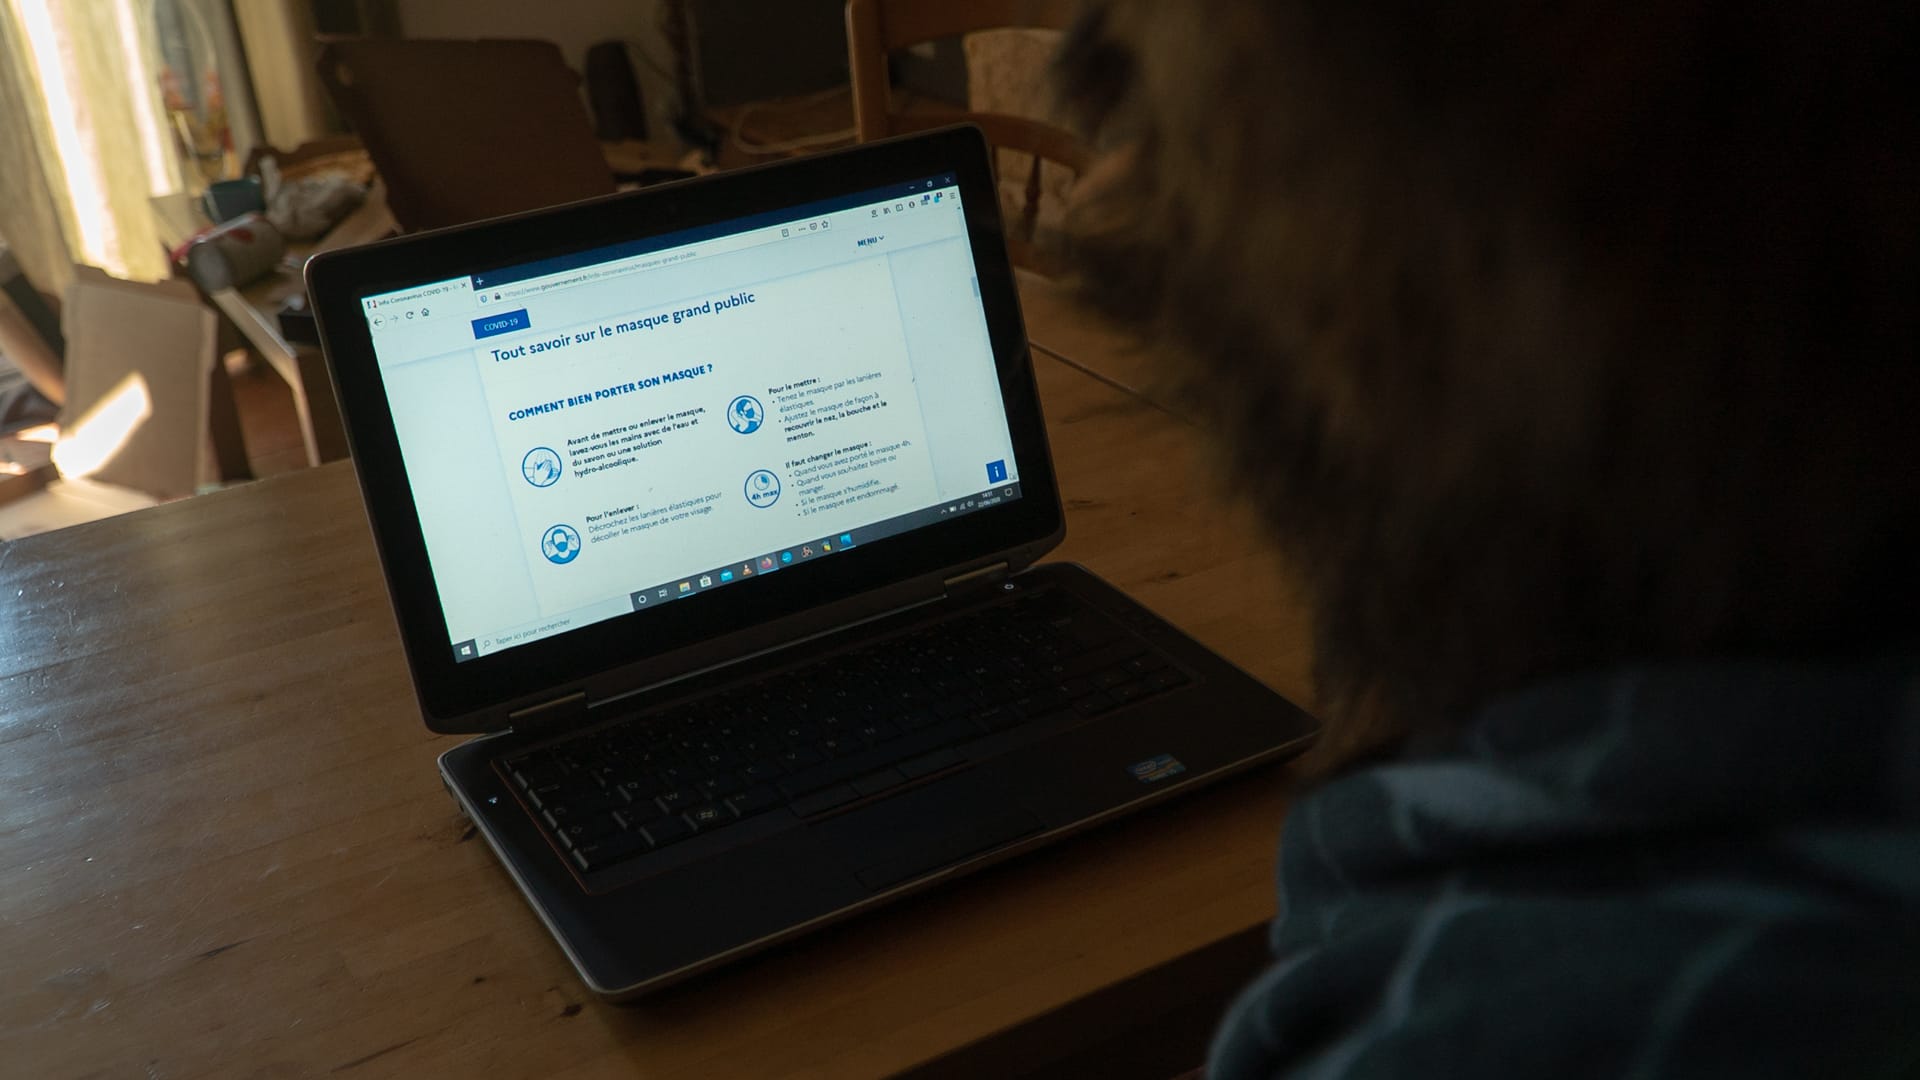 Info Coronavirus COVID-19 -
https://www.gouvernement.fr/info-coronavirus/masques-grand-public
MENU
COVID-19
Tout savoir sur le masque grand public
COMMENT BIEN PORTER SON MASQUE ?
Avant de mettre ou enlever le masque,
lavez-vous les mains avec de l'eau et
du savon ou une solution
hydro-alcoolique.
Pour le mettre :
• Tenez le masque par les lanières
élastiques.
• Ajustez le masque de façon à
recouvrir le nez, la bouche et le
menton.
Pour l'enlever :
Décrochez les lanières élastiques pour
décoller le masque de votre visage.
4h max
Il faut changer le masque :
• Quand vous avez porté le masque 4h.
• Quand vous souhaitez boire ou
manger.
• Si le masque s'humidifie.
• Si le masque est endommagé.
i
Taper ici pour rechercher
intel